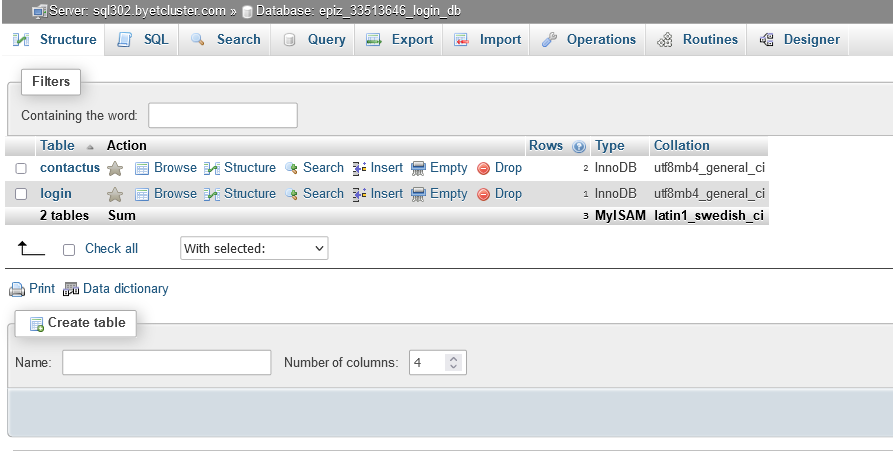 Server: sql302.byetcluster.com » Database: epiz_33513646_login_db
Structure SQL Search Query Export Import Operations Routines Designer
Filters
Containing the word:
Table Action Rows Type Collation
contactus Browse Structure Search Insert Empty Drop 2 InnoDB utf8mb4_general_ci
login Browse Structure Search Insert Empty Drop 1 InnoDB utf8mb4_general_ci
2 tables Sum 3 MyISAM latin1_swedish_ci
Check all With selected:
Print Data dictionary
Create table
Name: Number of columns: 4